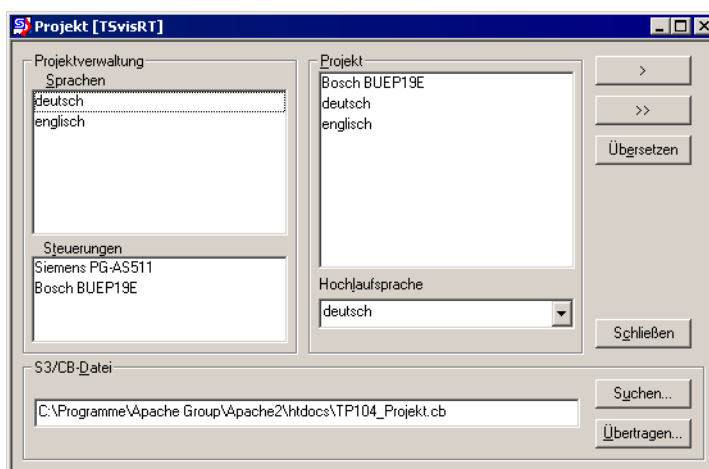 Projekt [TSvisRT]
Projektverwaltung
Sprachen
deutsch
englisch
Steuerungen
Siemens PG-AS511
Bosch BUEP19E
Projekt
Bosch BUEP19E
deutsch
englisch
Hochlaufsprache
deutsch
>
>>
Übersetzen
Schließen
S3/CB-Datei
C:\Programme\Apache Group\Apache2\htdocs\TP104_Projekt.cb
Suchen...
Übertragen...